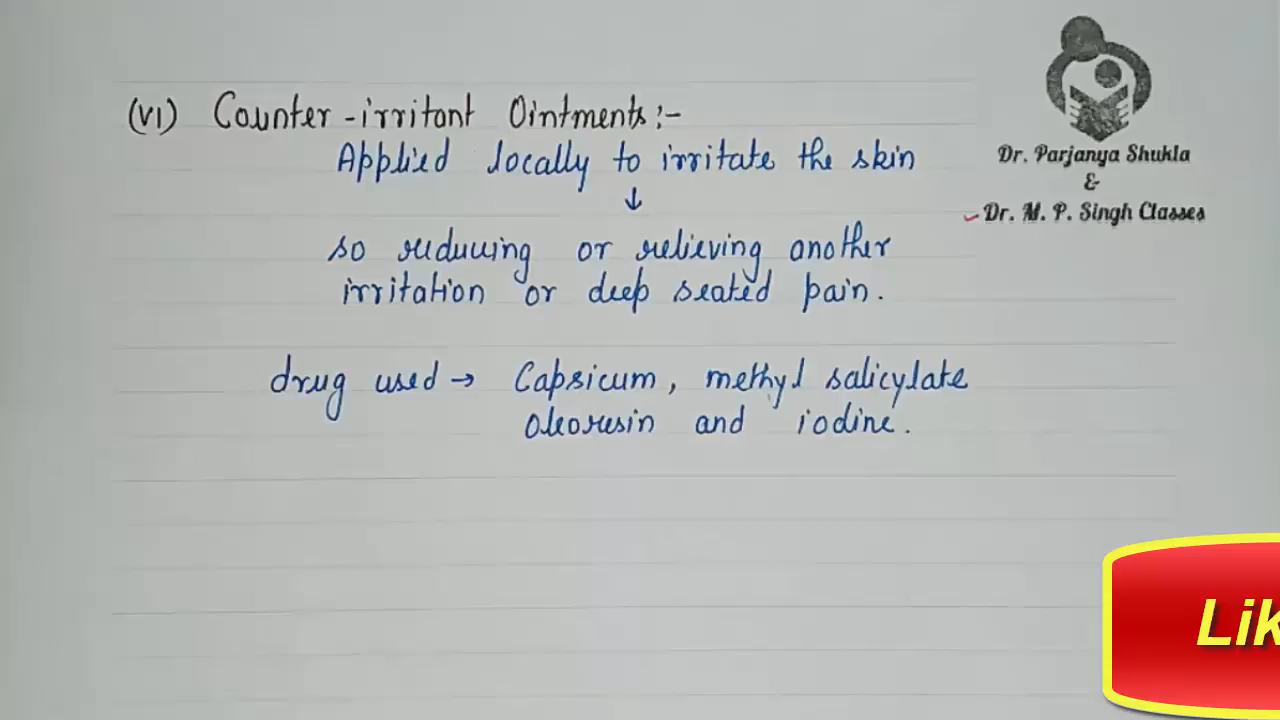 (VI) Counter-irritant Ointments:-
Applied locally to irritate the skin
↓
so reducing or relieving another
irritation or deep seated pain.
drug used → Capsicum, methyl salicylate
oleoresin and iodine.
Dr. Parjanya Shukla
&
Dr. M. P. Singh Classes
Lik